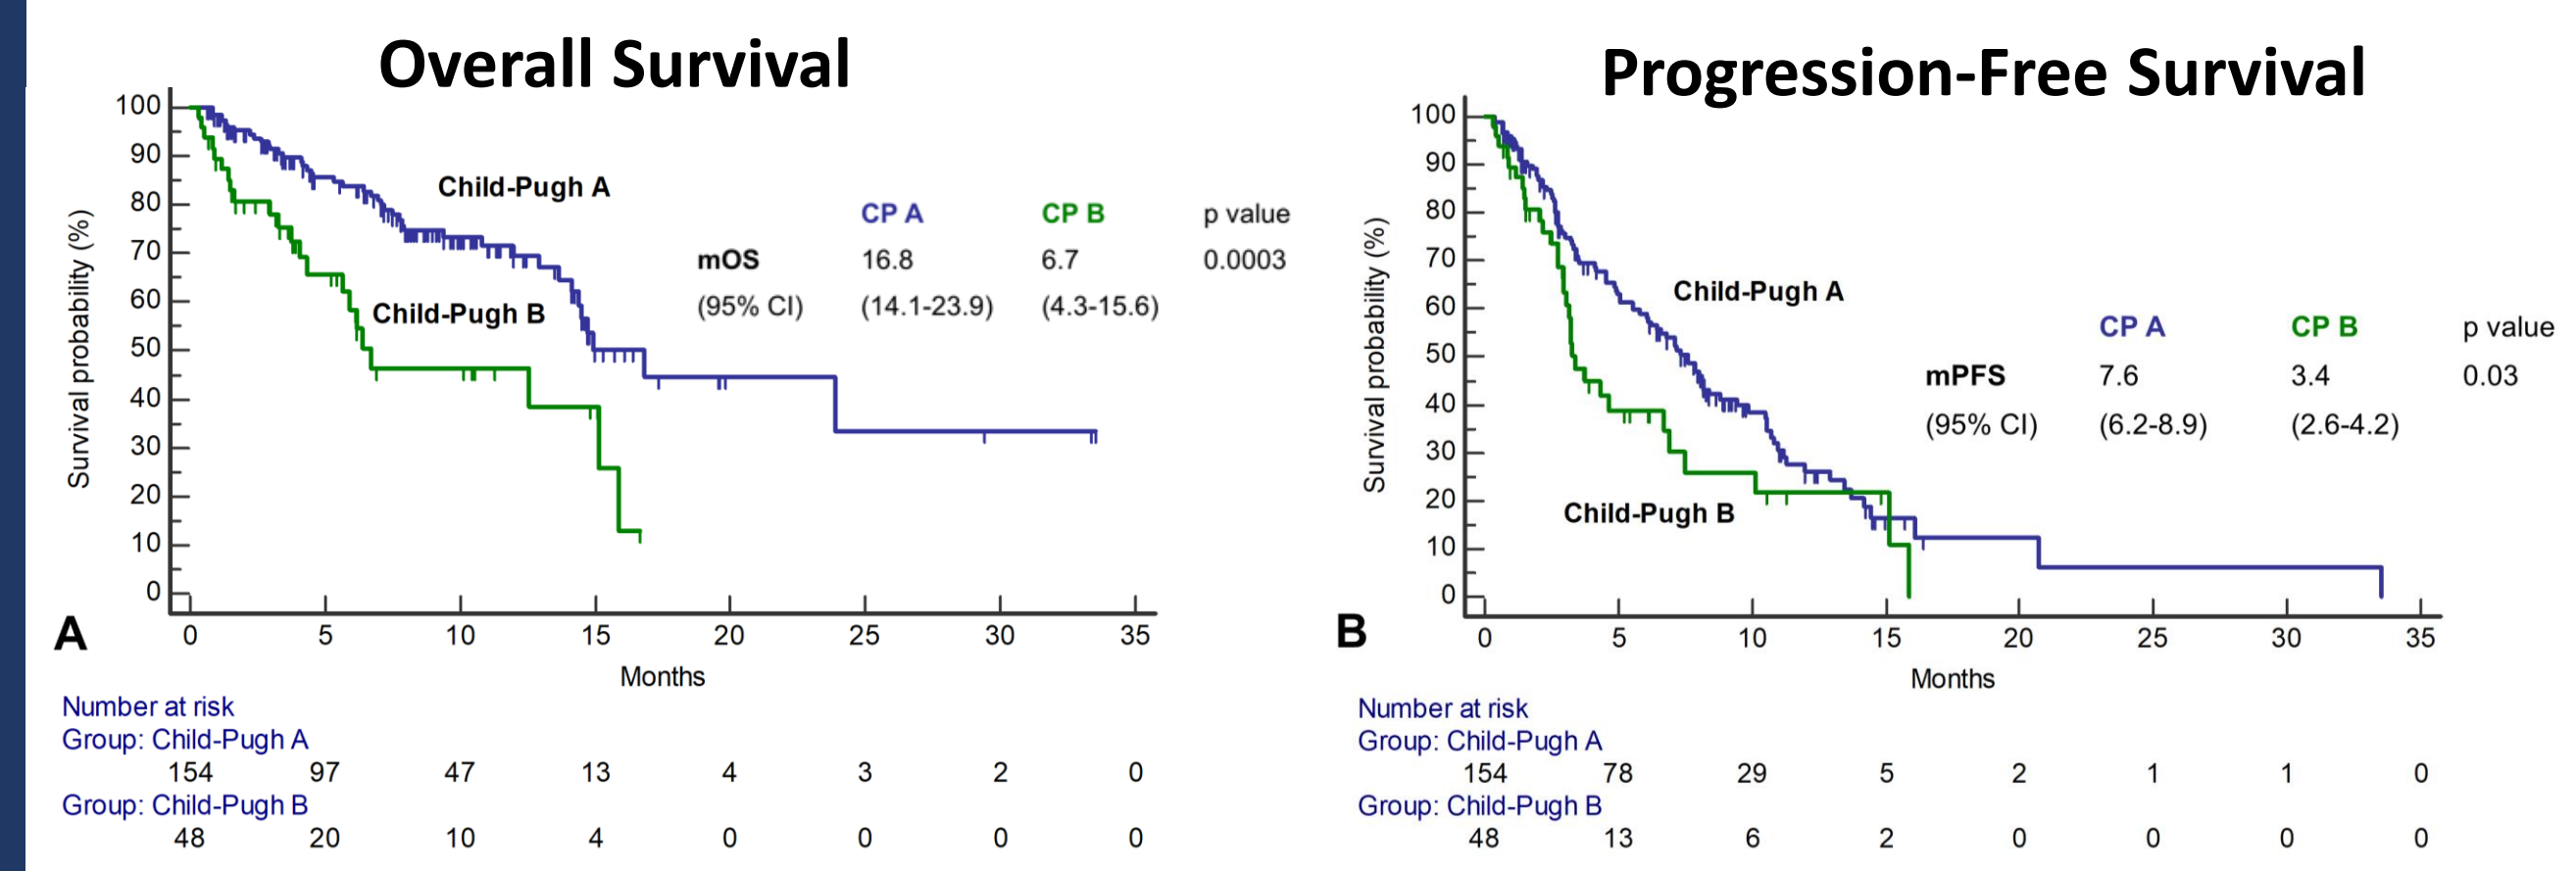 Overall Survival
100
90
80
70
60
50
40
30
20
10
0
Survival probability (%)
Child-Pugh A
Child-Pugh B
CP A CP B p value
mOS 16.8 6.7 0.0003
(95% CI) (14.1-23.9) (4.3-15.6)
0 5 10 15 20 25 30 35
Months
A
Number at risk
Group: Child-Pugh A
154 97 47 13 4 3 2 0
Group: Child-Pugh B
48 20 10 4 0 0 0 0
Progression-Free Survival
100
90
80
70
60
50
40
30
20
10
0
Survival probability (%)
Child-Pugh A
Child-Pugh B
CP A CP B p value
mPFS 7.6 3.4 0.03
(95% CI) (6.2-8.9) (2.6-4.2)
0 5 10 15 20 25 30 35
Months
B
Number at risk
Group: Child-Pugh A
154 78 29 5 2 1 1 0
Group: Child-Pugh B
48 13 6 2 0 0 0 0